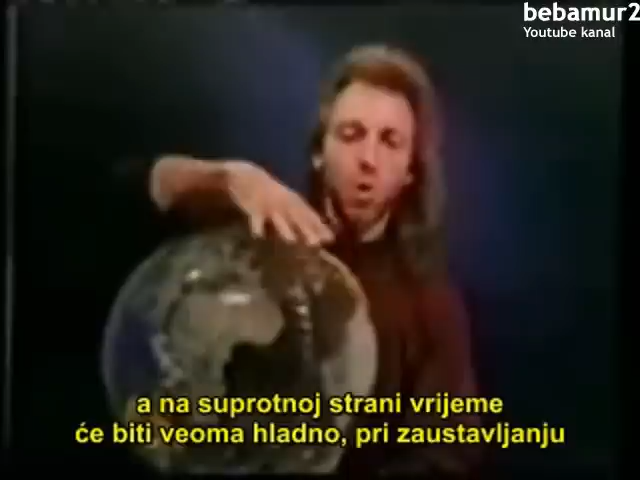 bebamur2
Youtube kanal
a na suprotnoj strani vrijeme
će biti veoma hladno, pri zaustavljanju